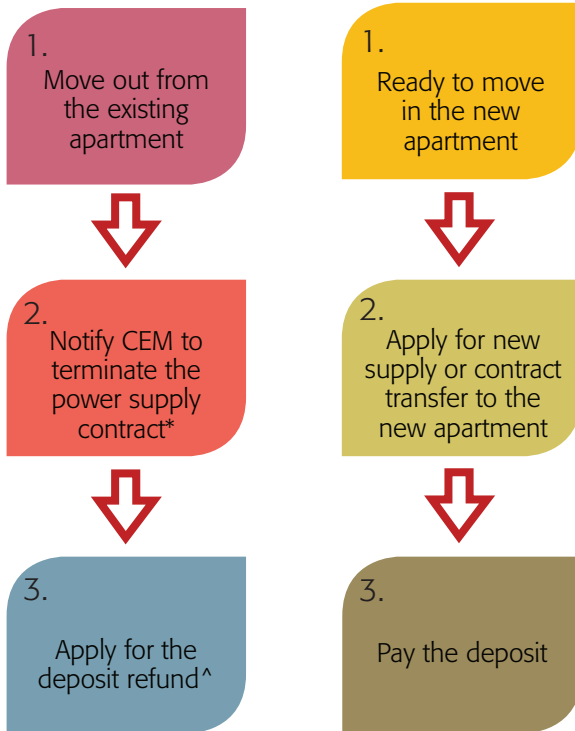 1.
Move out from
the existing
apartment
2.
Notify CEM to
terminate the
power supply
contract*
3.
Apply for the
deposit refund^
1.
Ready to move
in the new
apartment
2.
Apply for new
supply or contract
transfer to the
new apartment
3.
Pay the deposit